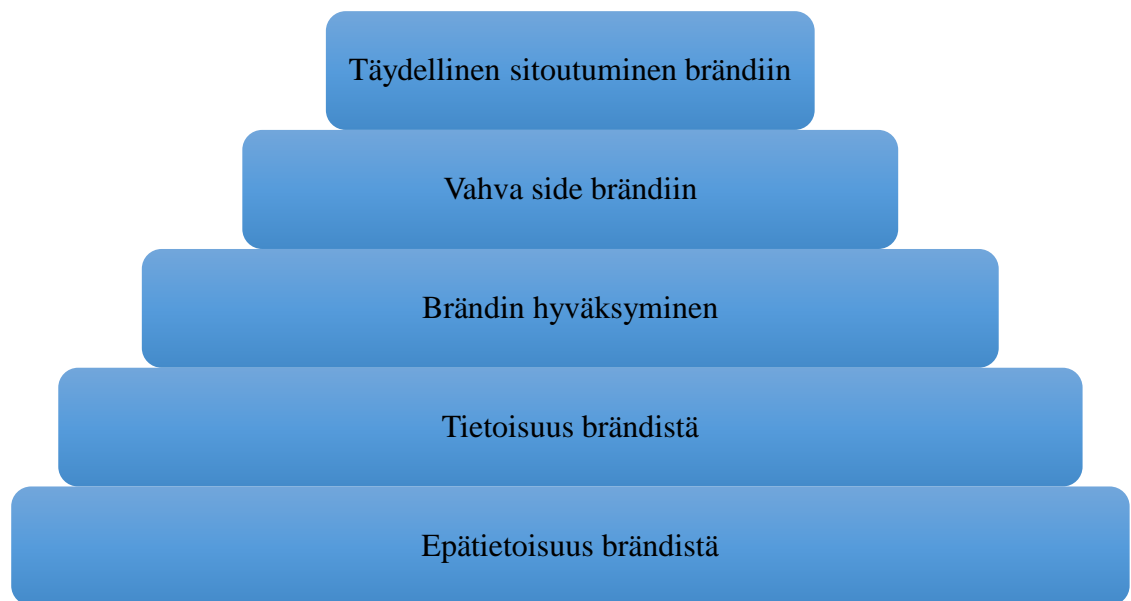 Täydellinen sitoutuminen brändiin
Vahva side brändiin
Brändin hyväksyminen
Tietoisuus brändistä
Epätietoisuus brändistä